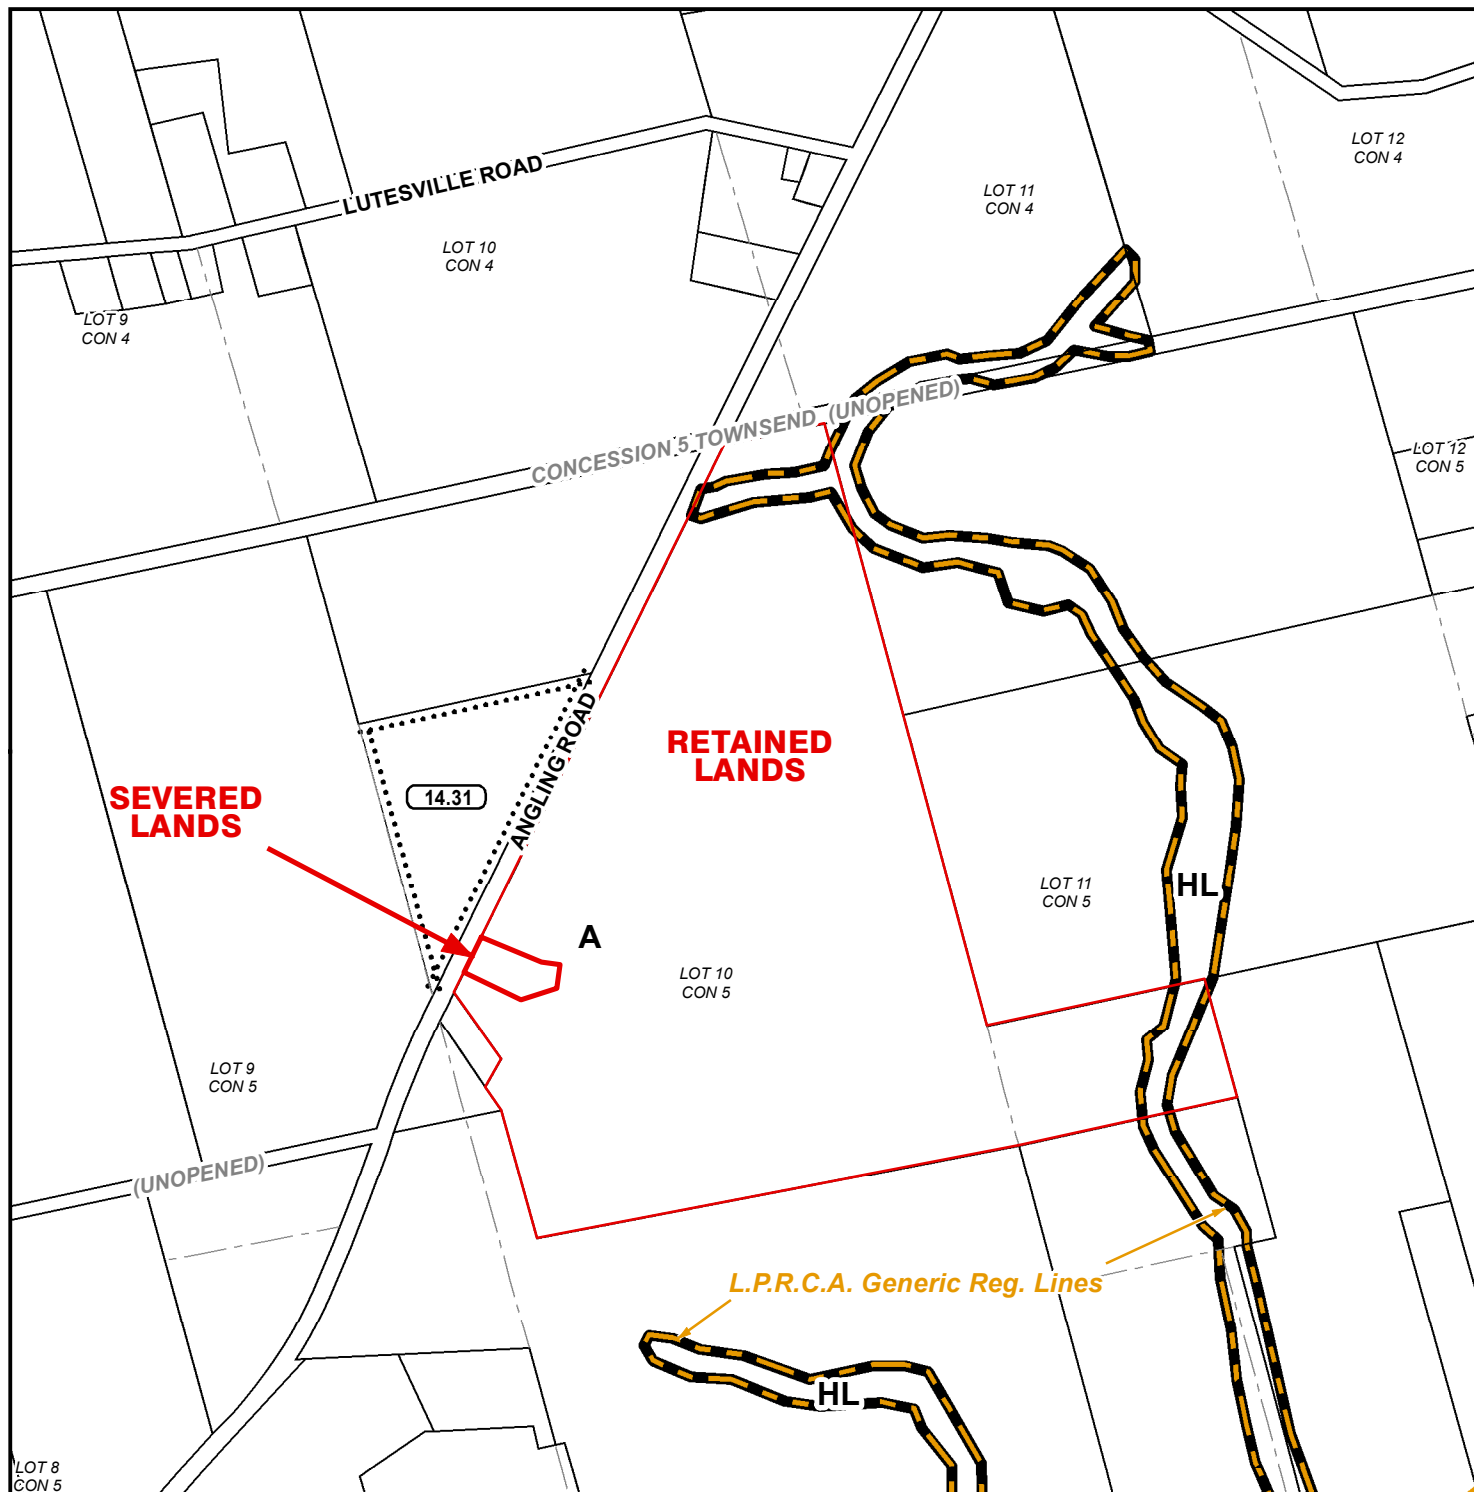 LOT 12
CON 4
LUTESVILLE ROAD
LOT 11
CON 4
LOT 10
CON 4
LOT 9
CON 4
CONCESSION 5 TOWNSEND (UNOPENED)
LOT 12
CON 5
ANGLING ROAD
RETAINED
LANDS
SEVERED
LANDS
14.31
LOT 11
CON 5
HL
A
LOT 10
CON 5
LOT 9
CON 5
(UNOPENED)
L.P.R.C.A. Generic Reg. Lines
HL
LOT 8
CON 5